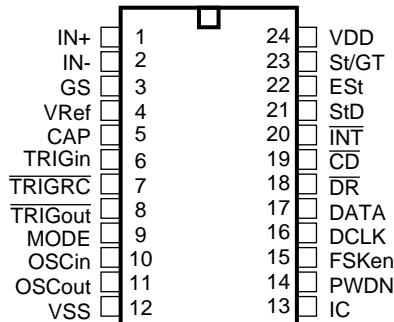 IN+ 1 24 VDD
IN- 2 23 St/GT
GS 3 22 ESt
VRef 4 21 StD
CAP 5 20 INT
TRIGin 6 19 CD
TRIGRC 7 18 DR
TRIGout 8 17 DATA
MODE 9 16 DCLK
OSCin 10 15 FSKen
OSCout 11 14 PWDN
VSS 12 13 IC